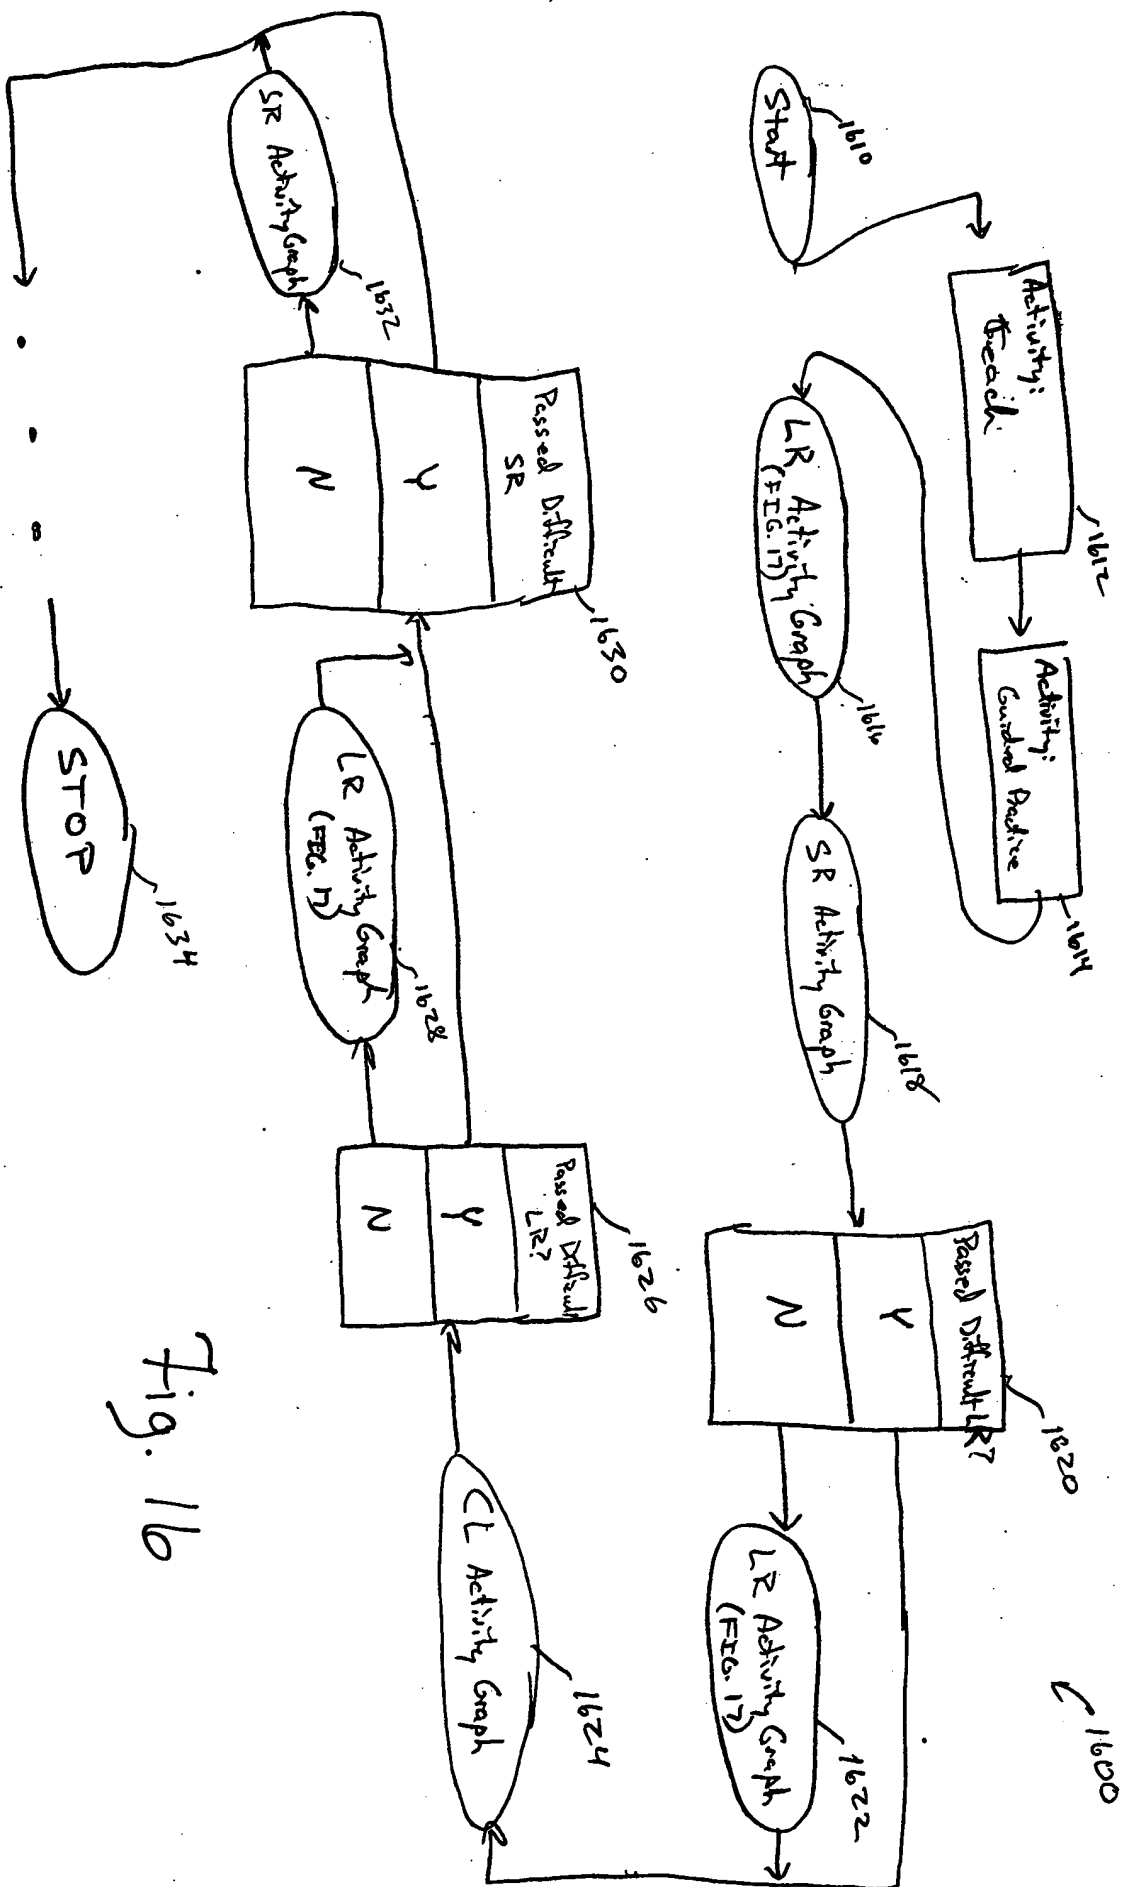 1600
1610
Start
Activity:
Teach
1612
Activity:
Guided Practice
1614
LR Activity Graph
(FIG. 17)
1616
SR Activity Graph
1618
Passed Difficult LR?
Y
N
1620
LR Activity Graph
(FIG. 17)
1622
CL Activity Graph
1624
Passed Difficult
LR?
Y
N
1626
LR Activity Graph
(FIG. 17)
1628
Passed Difficult
SR
Y
N
1630
SR Activity Graph
1632
STOP
1634
Fig. 16